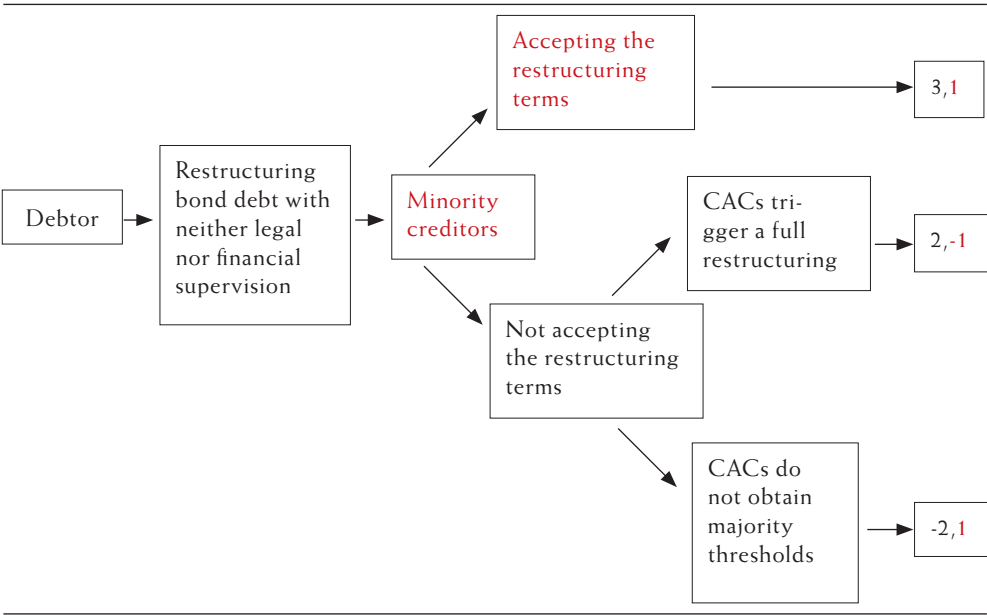 Debtor
Restructuring
bond debt with
neither legal
nor financial
supervision
Minority
creditors
Accepting the
restructuring
terms
3,1
Not accepting
the restructuring
terms
CACs tri-
gger a full
restructuring
2,-1
CACs do
not obtain
majority
thresholds
-2,1